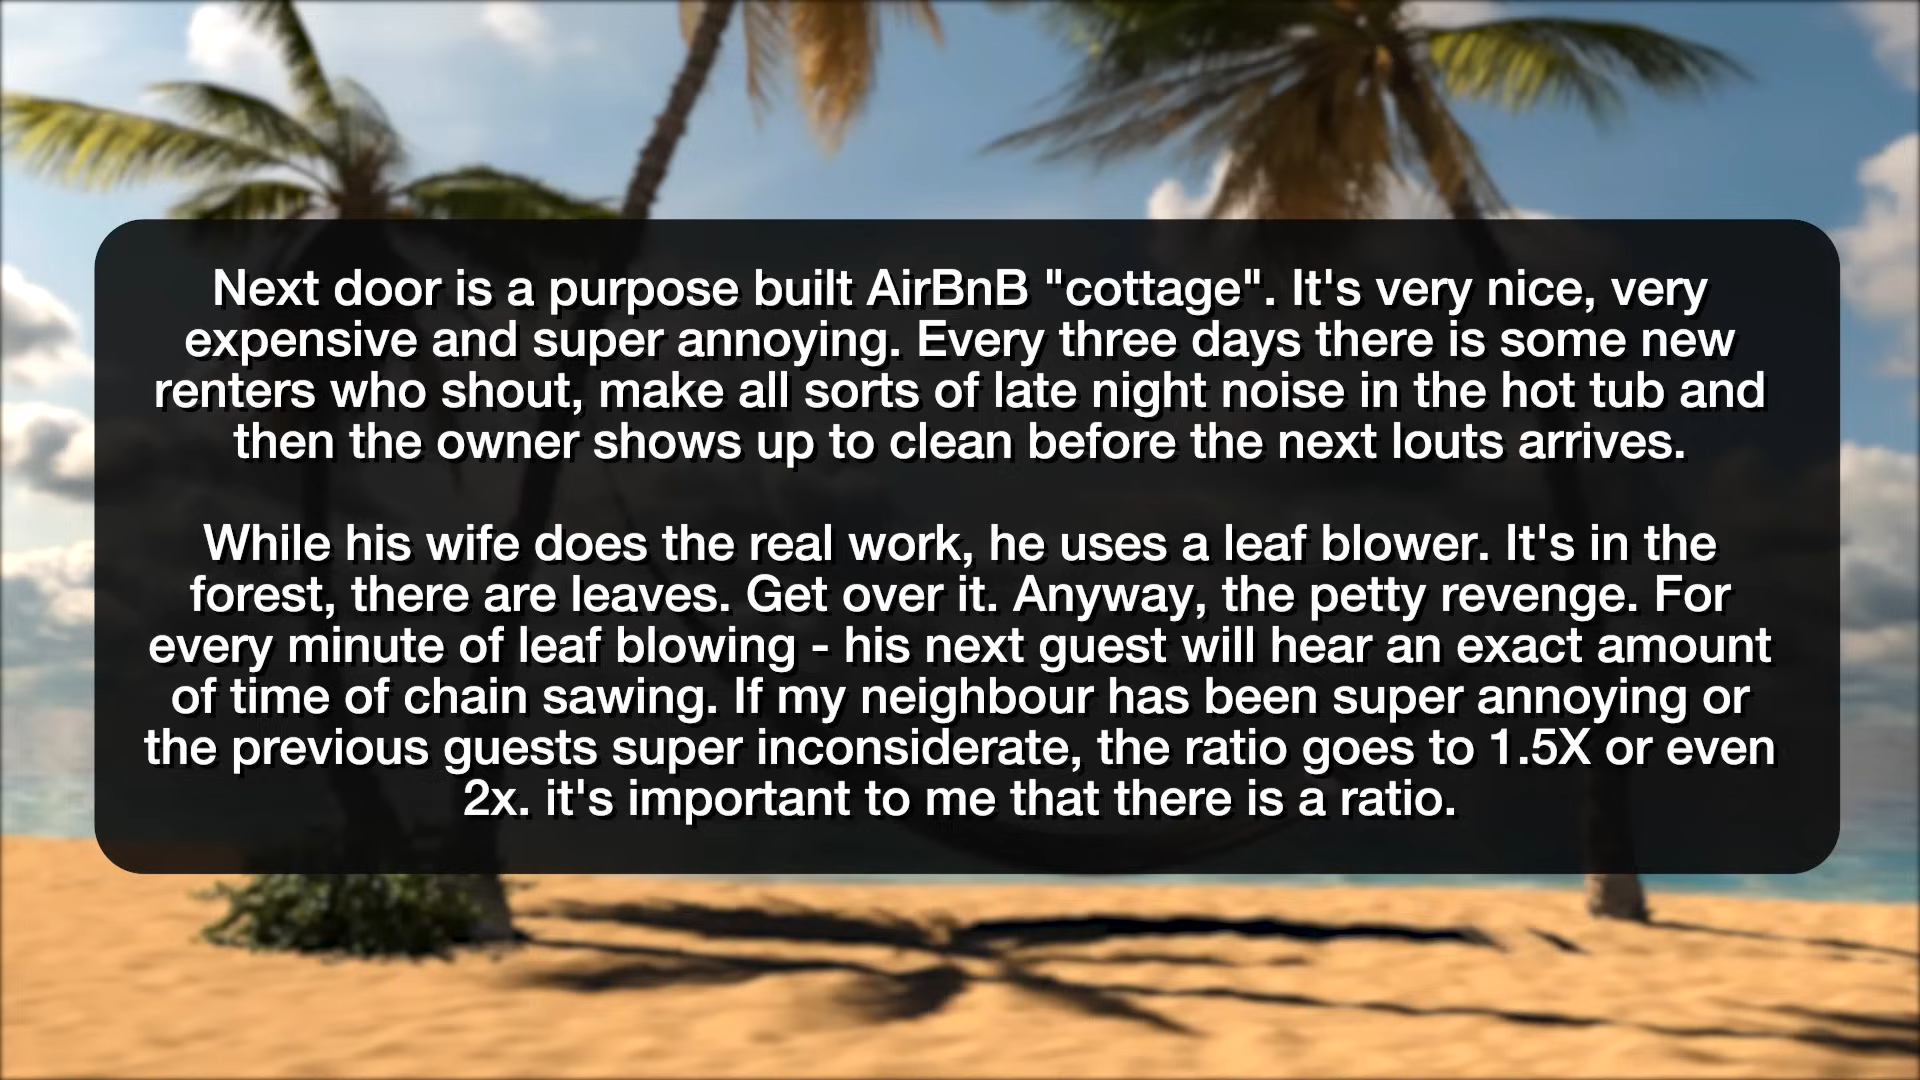 Next door is a purpose built AirBnB "cottage". It's very nice, very
expensive and super annoying. Every three days there is some new
renters who shout, make all sorts of late night noise in the hot tub and
then the owner shows up to clean before the next louts arrives.
While his wife does the real work, he uses a leaf blower. It's in the
forest, there are leaves. Get over it. Anyway, the petty revenge. For
every minute of leaf blowing - his next guest will hear an exact amount
of time of chain sawing. If my neighbour has been super annoying or
the previous guests super inconsiderate, the ratio goes to 1.5X or even
2x. it's important to me that there is a ratio.